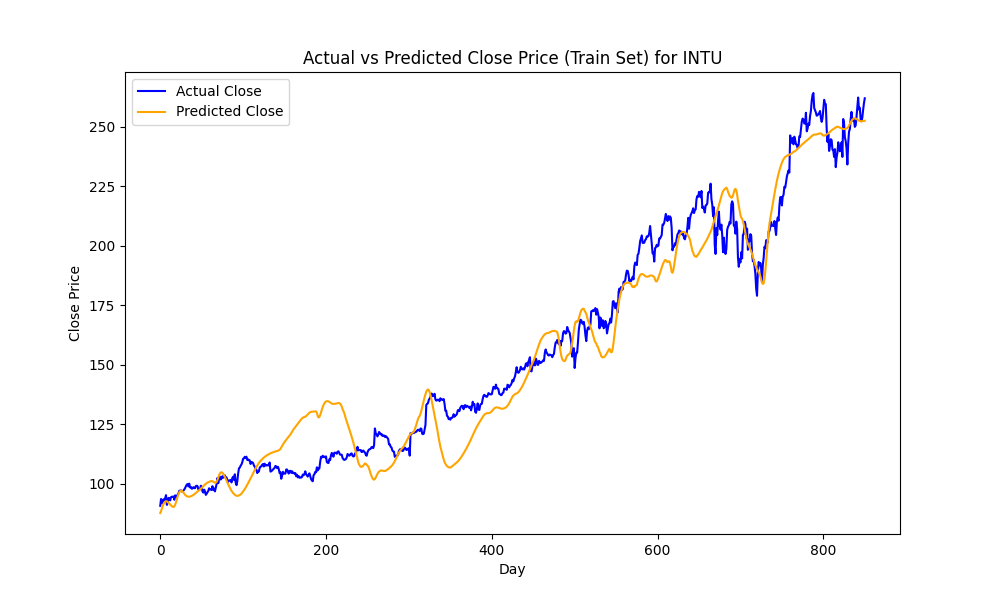 Actual vs Predicted Close Price (Train Set) for INTU
Actual Close
Predicted Close
Close Price
250
225
200
175
150
125
100
0 200 400 600 800
Day